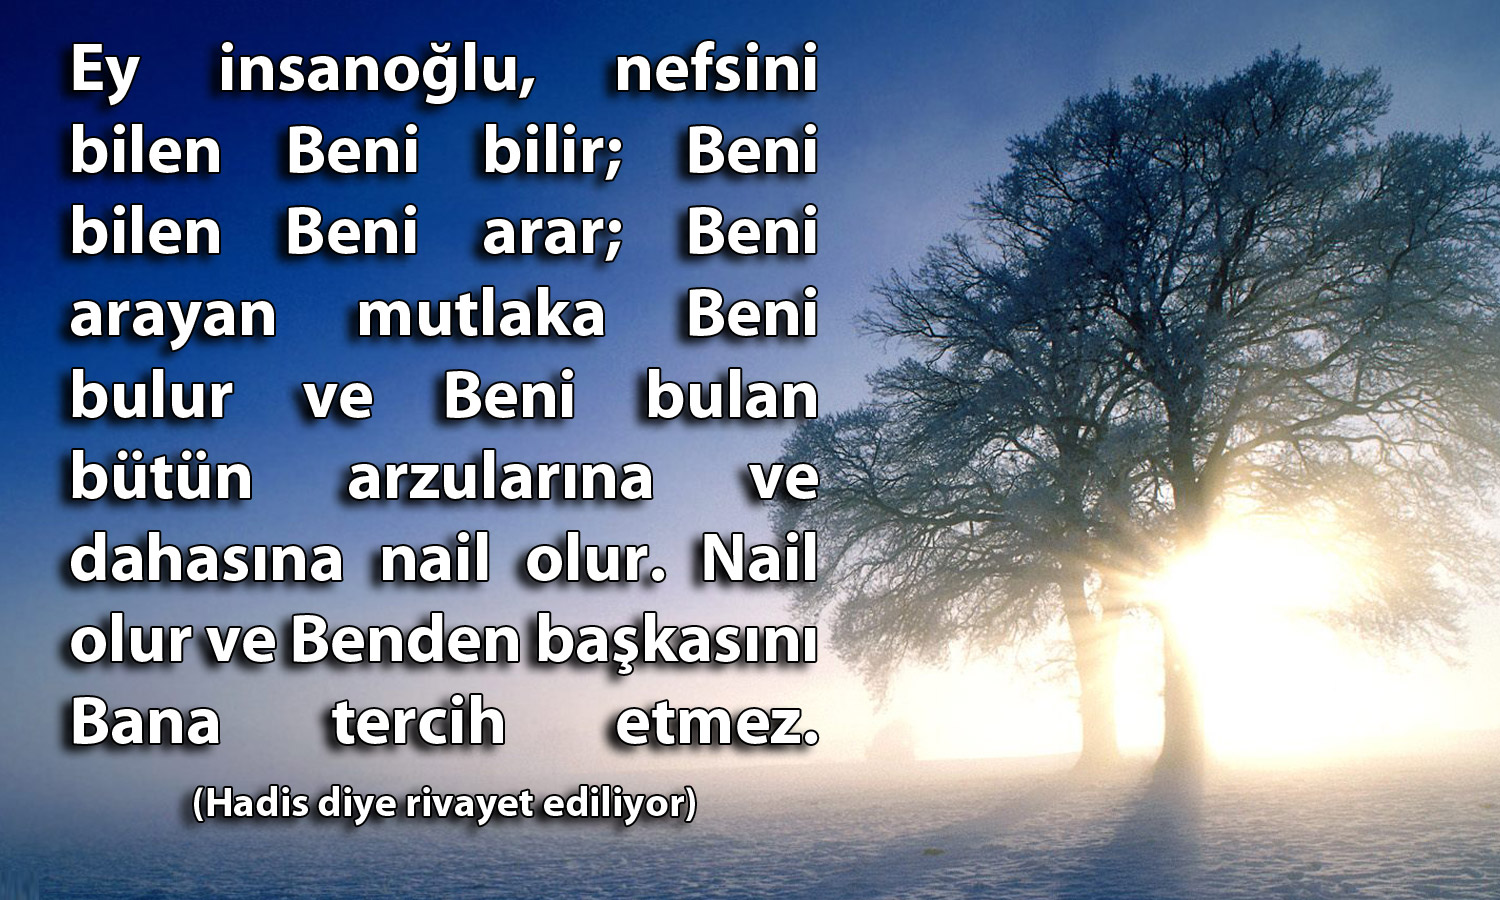 Ey insanoğlu, nefsini
bilen Beni bilir; Beni
bilen Beni arar; Beni
arayan mutlaka Beni
bulur ve Beni bulan
bütün arzularına ve
dahasına nail olur. Nail
olur ve Benden başkasını
Bana tercih etmez.
(Hadis diye rivayet ediliyor)